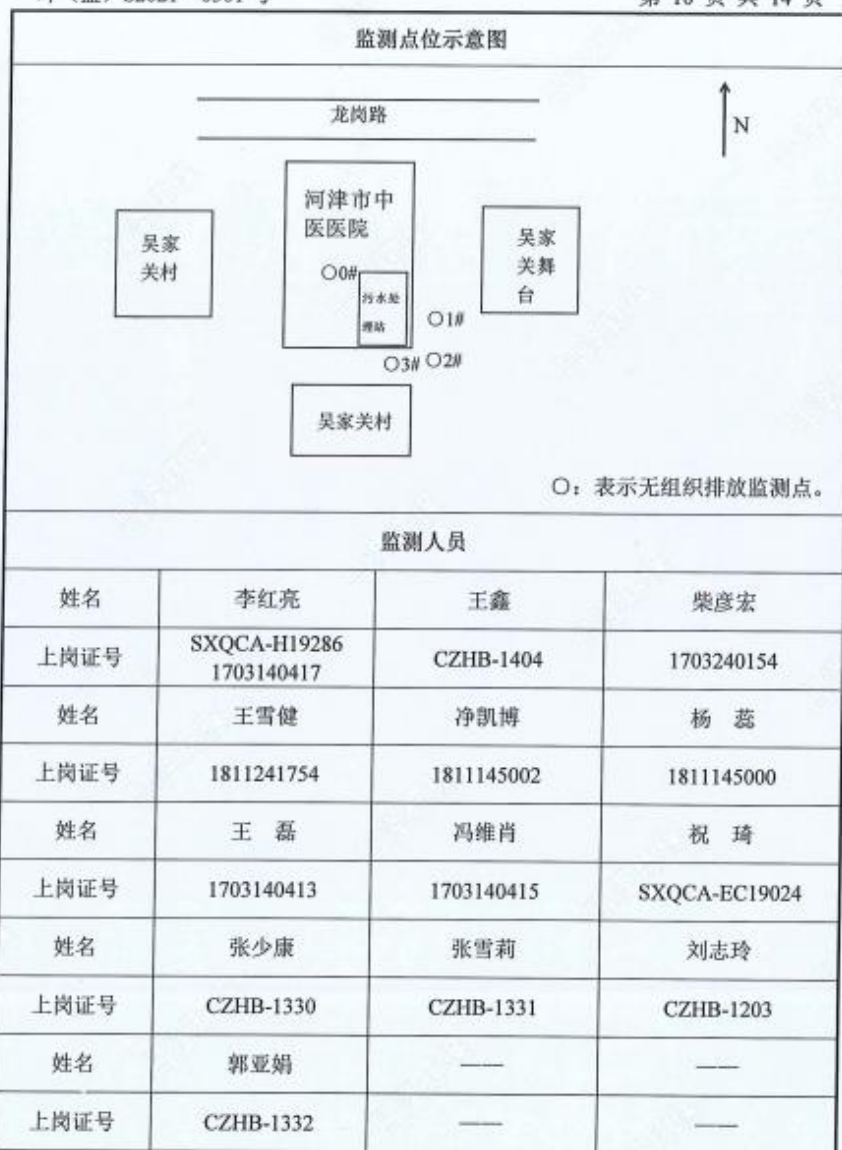 第 10 页 共 14 页
监测点位示意图
龙岗路
N
河津市中
医医院
吴家
关村
吴家
关舞
台
○0#
污水处
理站
○1#
○3# ○2#
吴家关村
○：表示无组织排放监测点。
监测人员
姓名 李红亮 王鑫 柴彦宏
上岗证号 SXQCA-H19286 1703140417 CZHB-1404 1703240154
姓名 王雪健 净凯博 杨 蕊
上岗证号 1811241754 1811145002 1811145000
姓名 王 磊 冯维肖 祝 琦
上岗证号 1703140413 1703140415 SXQCA-EC19024
姓名 张少康 张雪莉 刘志玲
上岗证号 CZHB-1330 CZHB-1331 CZHB-1203
姓名 郭亚娟 —— ——
上岗证号 CZHB-1332 —— ——